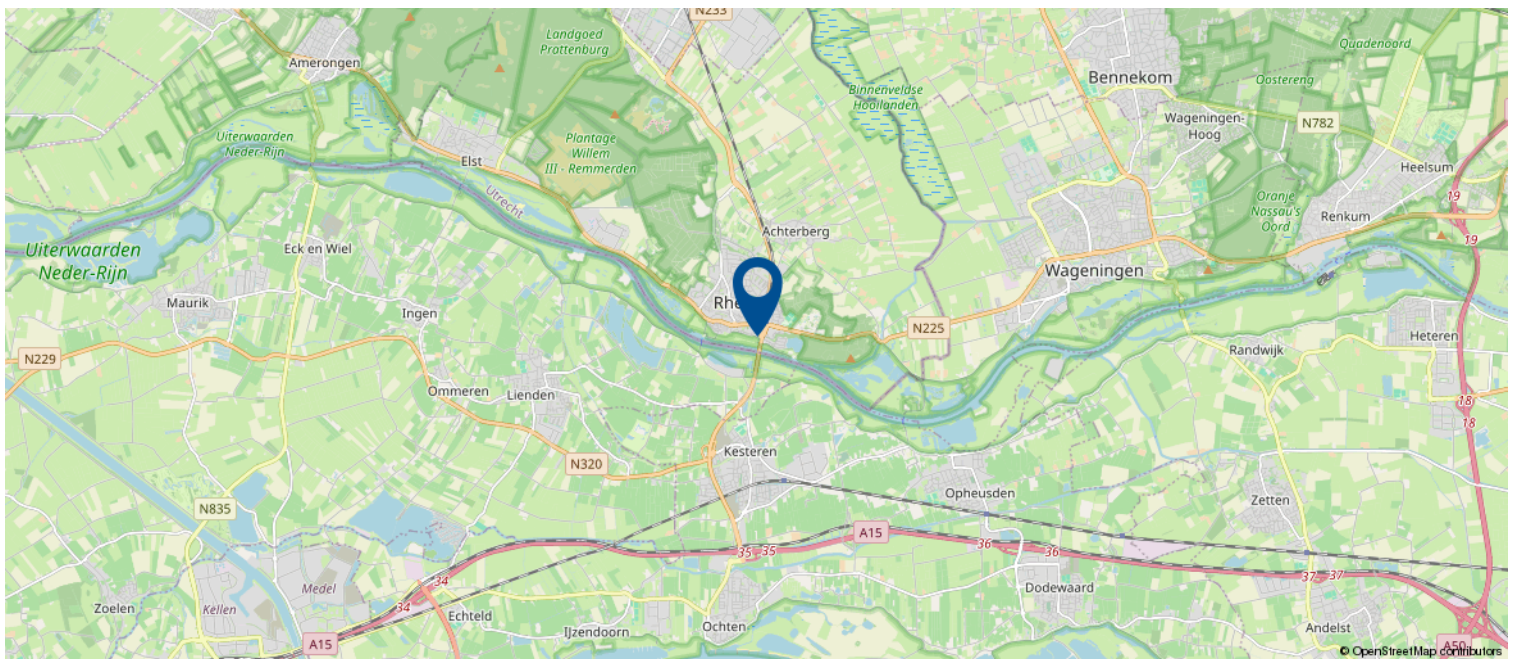 N233
Landgoed
Prattenburg
Quadenoord
Amerongen
Bennekom
Oostereng
Binnenveldse
Hooilanden
Wageningen-
Hoog
N782
Uiterwaarden
Neder-Rijn
Plantage
Willem
III - Remmerden
Elst
Heelsum
Utrecht
19
Oranje
Nassau's
Oord
Renkum
Achterberg
19
Eck en Wiel
Uiterwaarden
Neder-Rijn
Wageningen
Maurik
Rhe
Ingen
N225
Heteren
N229
Randwijk
Ommeren
Lienden
18
18
Kesteren
N320
Opheusden
Zetten
N835
A15
35
35
36
36
34
34
37
37
Medel
Dodewaard
Zoelen
Kellen
Echteld
IJzendoorn
Ochten
Andelst
A15
A50
© OpenStreetMap contributors